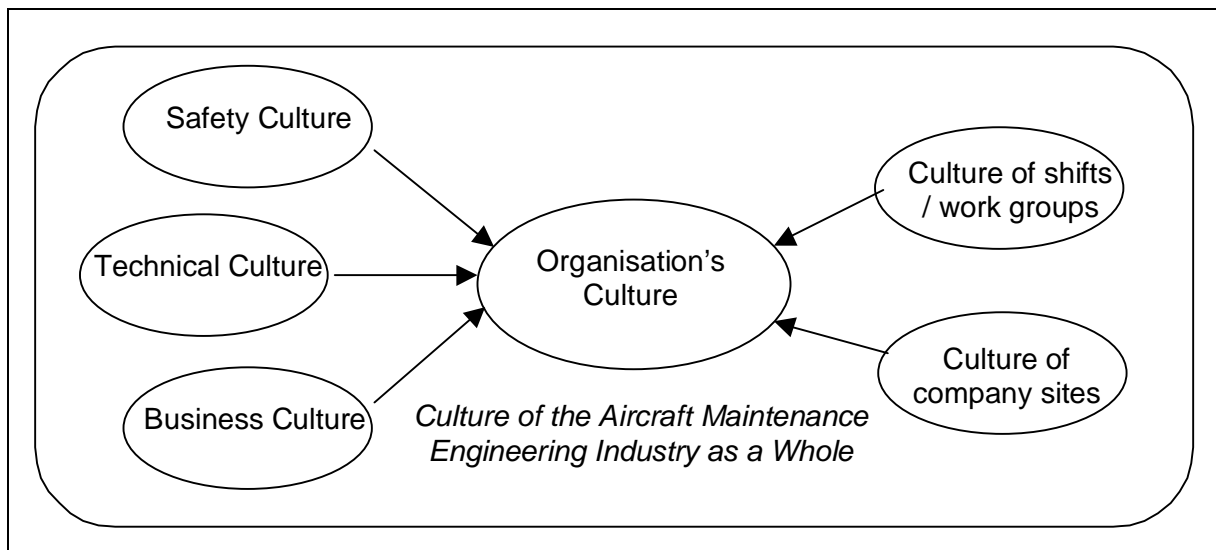 Safety Culture
Technical Culture
Business Culture
Organisation’s
Culture
Culture of shifts
/ work groups
Culture of
company sites
Culture of the Aircraft Maintenance
Engineering Industry as a Whole